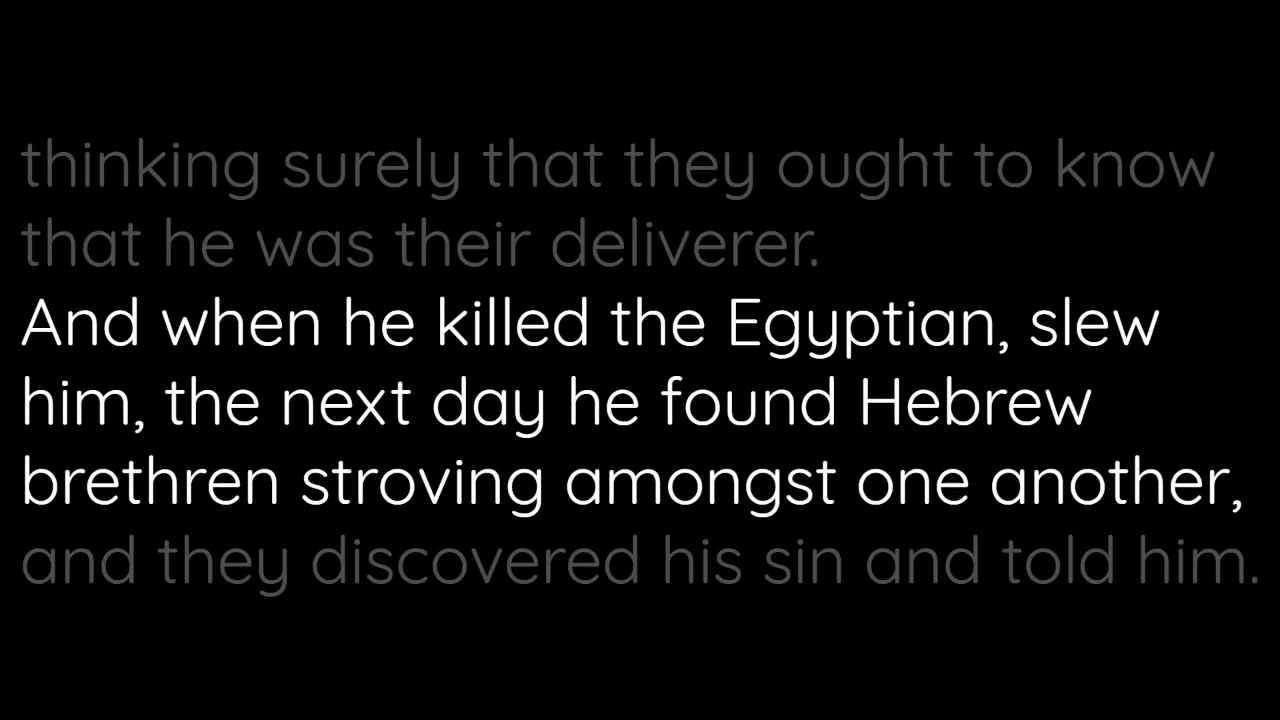 thinking surely that they ought to know
that he was their deliverer.
And when he killed the Egyptian, slew
him, the next day he found Hebrew
brethren stroving amongst one another,
and they discovered his sin and told him.